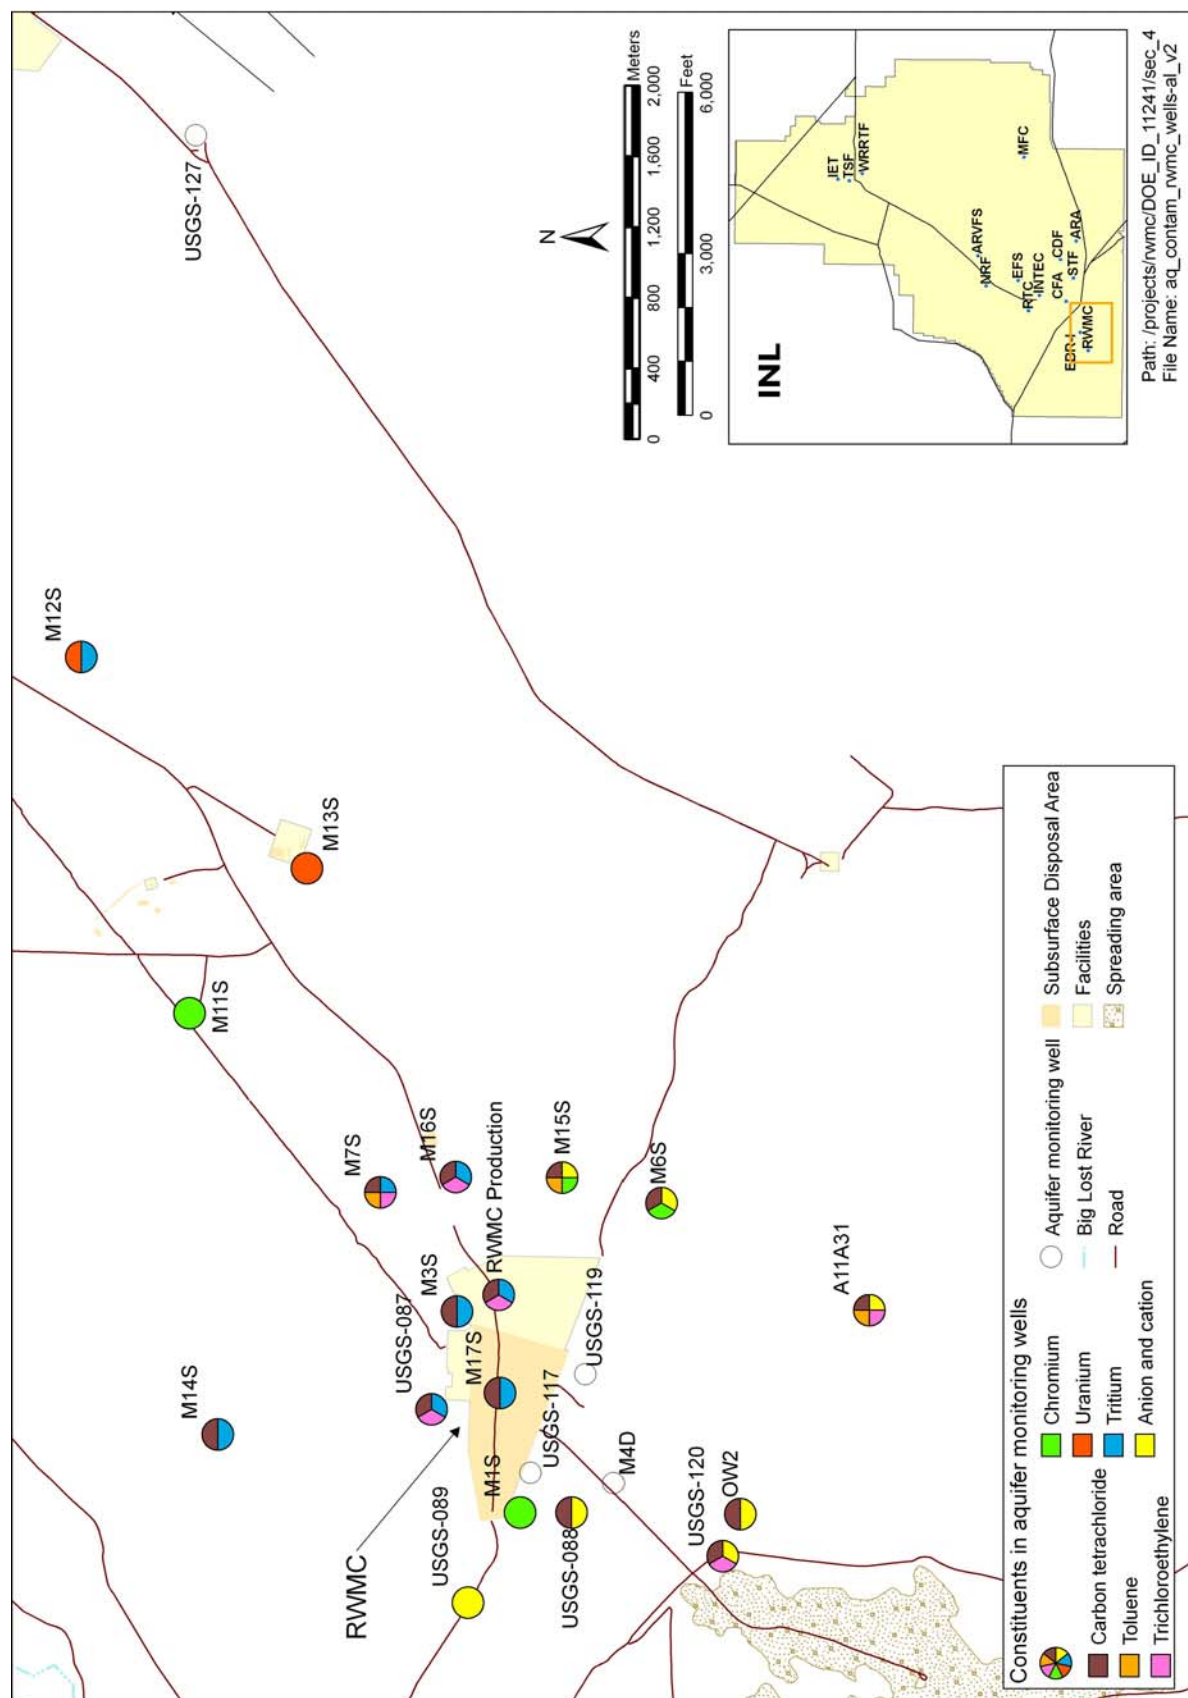 USGS-127
M12S
M13S
M11S
M7S
M16S
RWMC Production
M15S
M6S
M14S
USGS-087
M3S
M17S
USGS-119
USGS-117
A11A31
RWMC
USGS-089
M1S
USGS-088
M4D
USGS-120
OW2
N
0 400 800 1,200 1,600 2,000
Meters
0 3,000 6,000
Feet
INL
IET
TSF
WRRTF
MFC
ARVFS
NRF
EFS
RTC
INTEC
CDF
CFA
STF
ARA
EBR-I
RWMC
Path: /projects/rwmc/DOE_ID_11241/sec_4
File Name: aq_contam_rwmc_wells-al_v2
Constituents in aquifer monitoring wells
Carbon tetrachloride
Toluene
Trichloroethylene
Chromium
Uranium
Tritium
Anion and cation
Aquifer monitoring well
Big Lost River
Road
Subsurface Disposal Area
Facilities
Spreading area